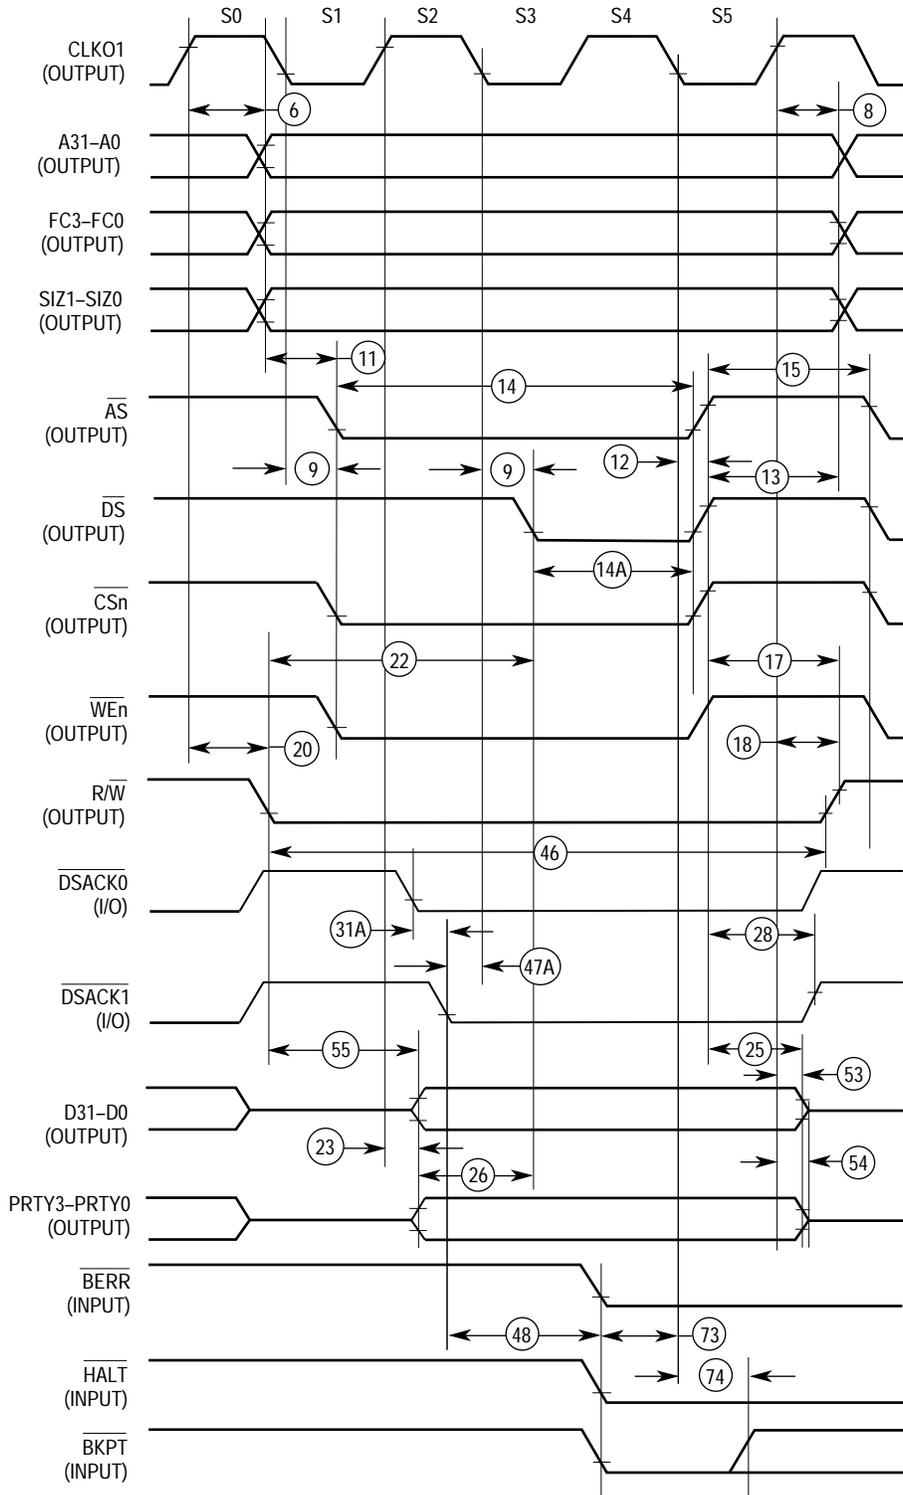 S0 S1 S2 S3 S4 S5
CLKO1
(OUTPUT)
6 8
A31–A0
(OUTPUT)
FC3–FC0
(OUTPUT)
SIZ1–SIZ0
(OUTPUT)
11
15
14
AS
(OUTPUT)
9 9 12
13
DS
(OUTPUT)
14A
CSn
(OUTPUT)
22 17
WEn
(OUTPUT)
20 18
R/W
(OUTPUT)
46
DSACK0
(I/O)
31A 28
47A
DSACK1
(I/O)
55 25
53
D31–D0
(OUTPUT)
23
54
26
PRTY3–PRTY0
(OUTPUT)
BERR
(INPUT)
48 73
HALT
(INPUT)
74
BKPT
(INPUT)